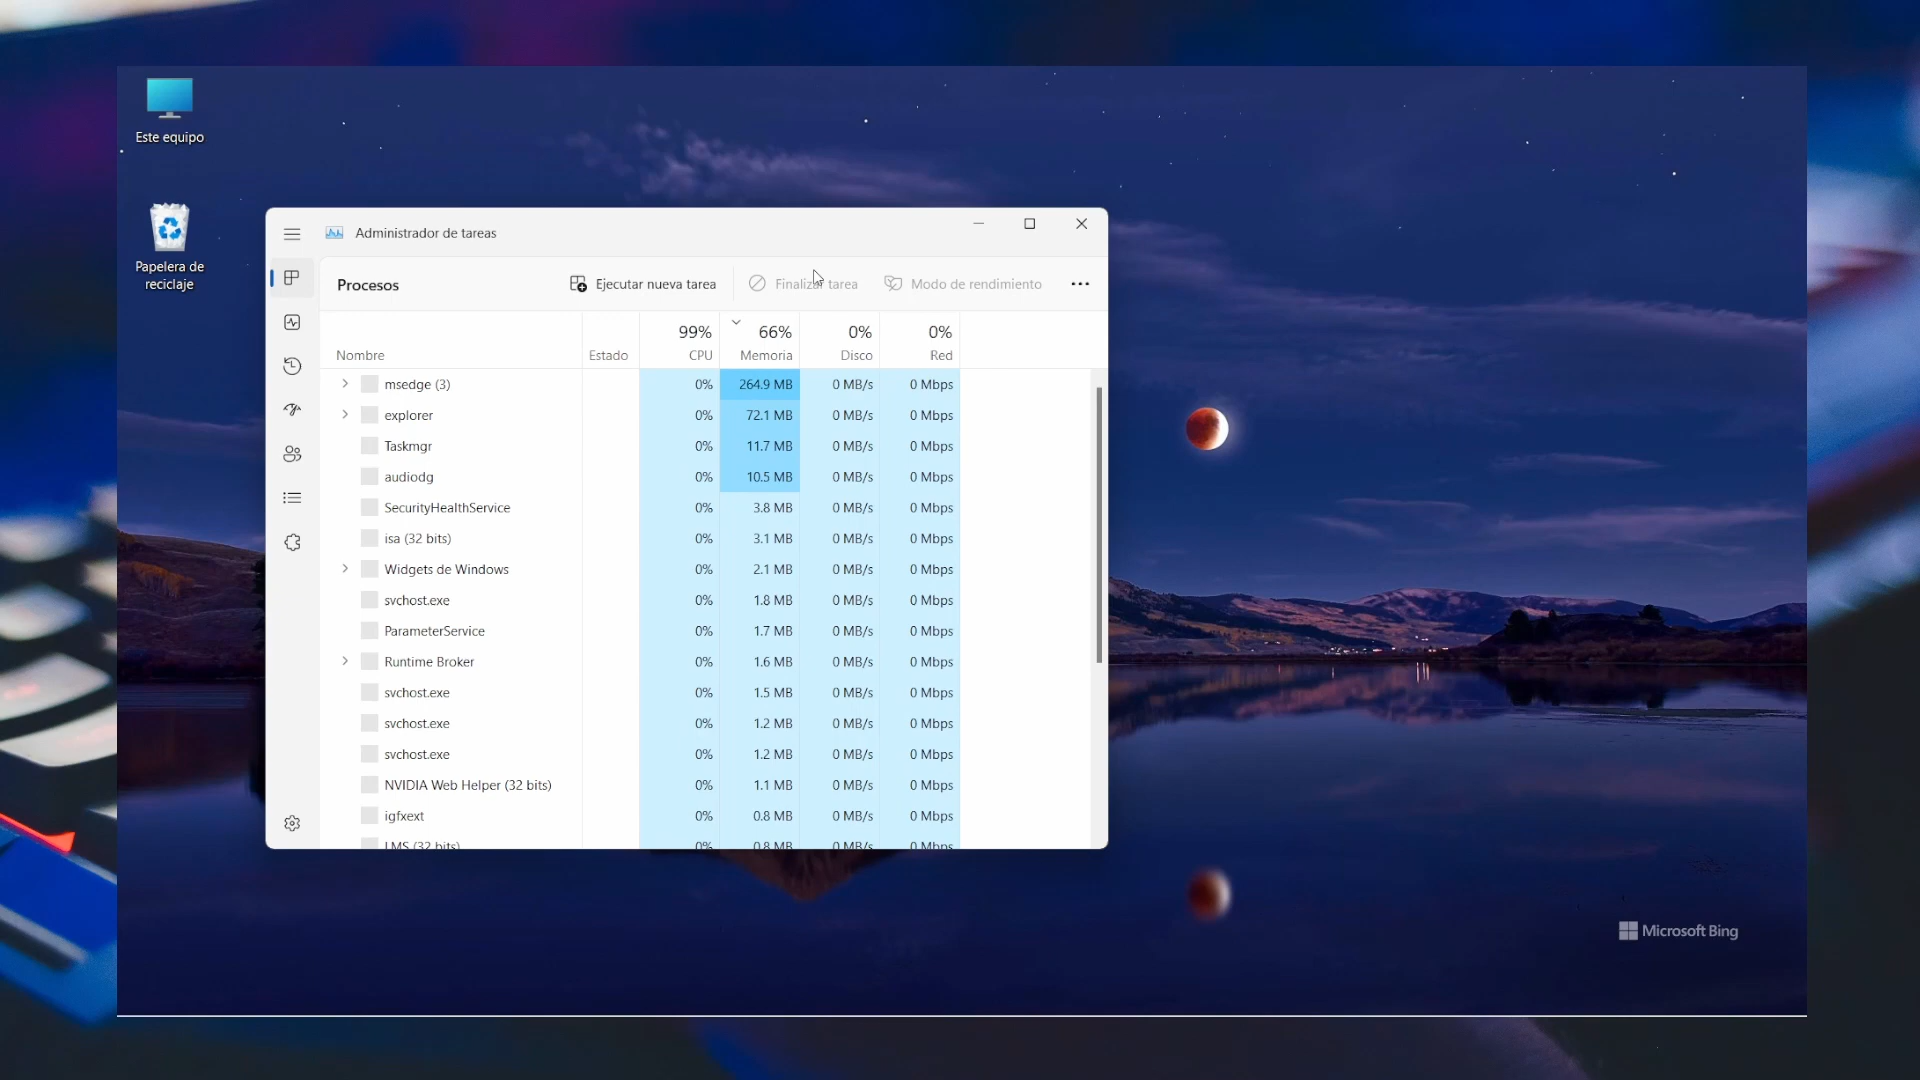 Este equipo
Papelera de
reciclaje
Administrador de tareas
Procesos
Ejecutar nueva tarea
Finalizar tarea
Modo de rendimiento
99% 66% 0% 0%
Nombre Estado CPU Memoria Disco Red
msedge (3) 0% 264.9 MB 0 MB/s 0 Mbps
explorer 0% 72.1 MB 0 MB/s 0 Mbps
Taskmgr 0% 11.7 MB 0 MB/s 0 Mbps
audiodg 0% 10.5 MB 0 MB/s 0 Mbps
SecurityHealthService 0% 3.8 MB 0 MB/s 0 Mbps
isa (32 bits) 0% 3.1 MB 0 MB/s 0 Mbps
Widgets de Windows 0% 2.1 MB 0 MB/s 0 Mbps
svchost.exe 0% 1.8 MB 0 MB/s 0 Mbps
ParameterService 0% 1.7 MB 0 MB/s 0 Mbps
Runtime Broker 0% 1.6 MB 0 MB/s 0 Mbps
svchost.exe 0% 1.5 MB 0 MB/s 0 Mbps
svchost.exe 0% 1.2 MB 0 MB/s 0 Mbps
svchost.exe 0% 1.2 MB 0 MB/s 0 Mbps
NVIDIA Web Helper (32 bits) 0% 1.1 MB 0 MB/s 0 Mbps
igfxext 0% 0.8 MB 0 MB/s 0 Mbps
LMS (32 bits) 0% 0.8 MB 0 MB/s 0 Mbps
Microsoft Bing